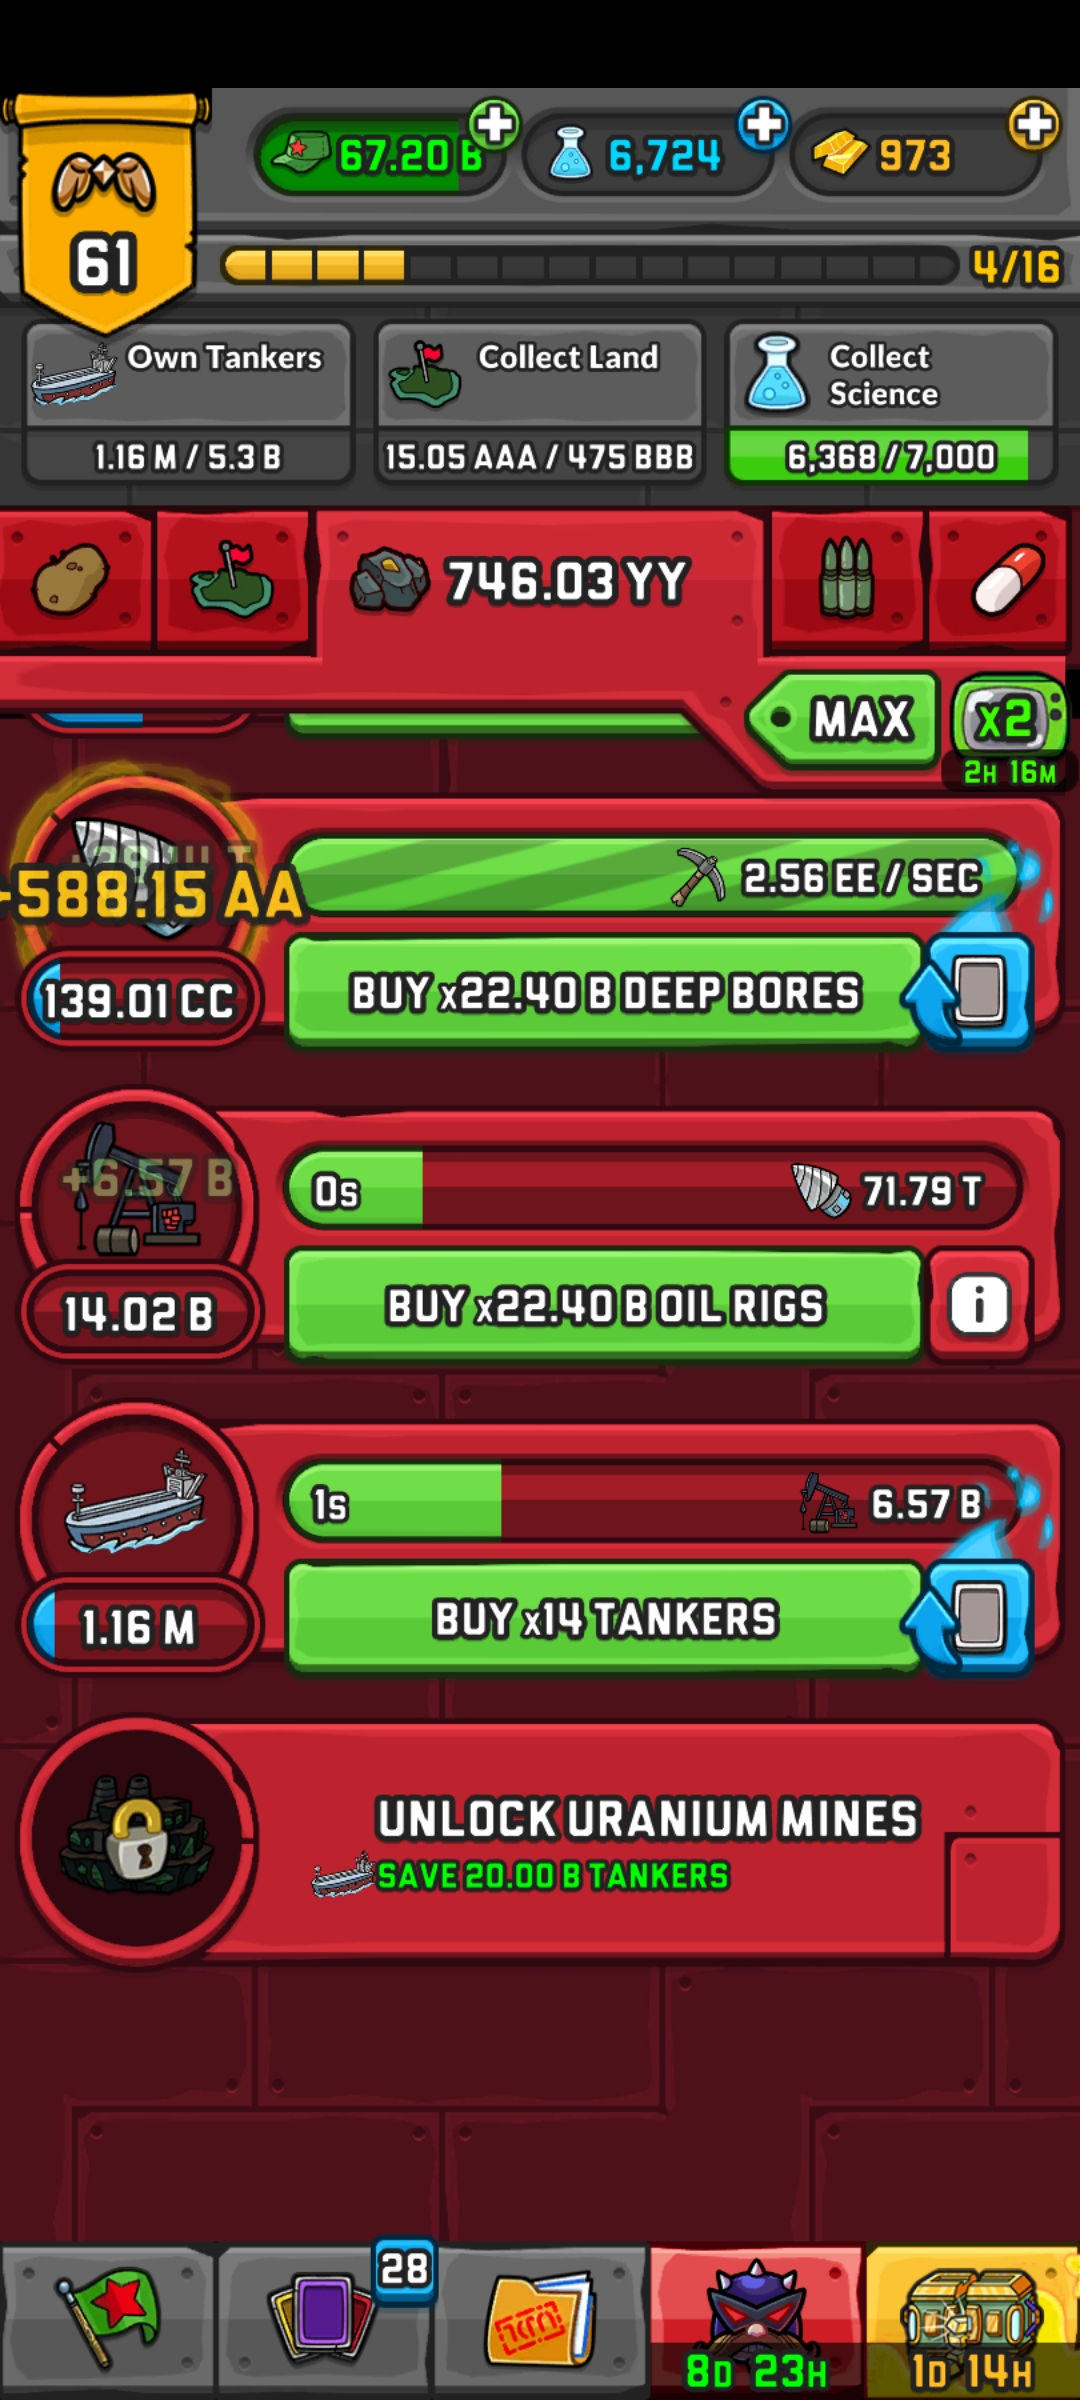 67.20 B
6,724
973
61
4/16
Own Tankers
1.16 M / 5.3 B
Collect Land
15.05 AAA / 475 BBB
Collect
Science
6,368 / 7,000
746.03 YY
MAX
x2
2H 16M
-588.15 AA
2.56 EE / SEC
139.01 CC
BUY x22.40 B DEEP BORES
+6.57 B
0s
71.79 T
14.02 B
BUY x22.40 B OIL RIGS
i
1s
6.57 B
1.16 M
BUY x14 TANKERS
UNLOCK URANIUM MINES
SAVE 20.00 B TANKERS
28
8D 23H
1D 14H